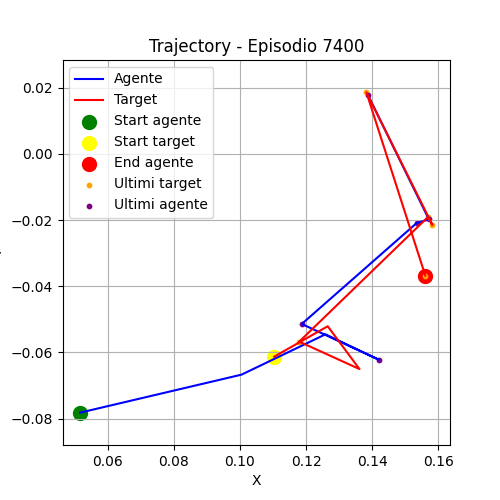 Trajectory - Episodio 7400
Agente
Target
Start agente
Start target
End agente
Ultimi target
Ultimi agente
0.02
0.00
−0.02
−0.04
−0.06
−0.08
0.06
0.08
0.10
0.12
0.14
0.16
X